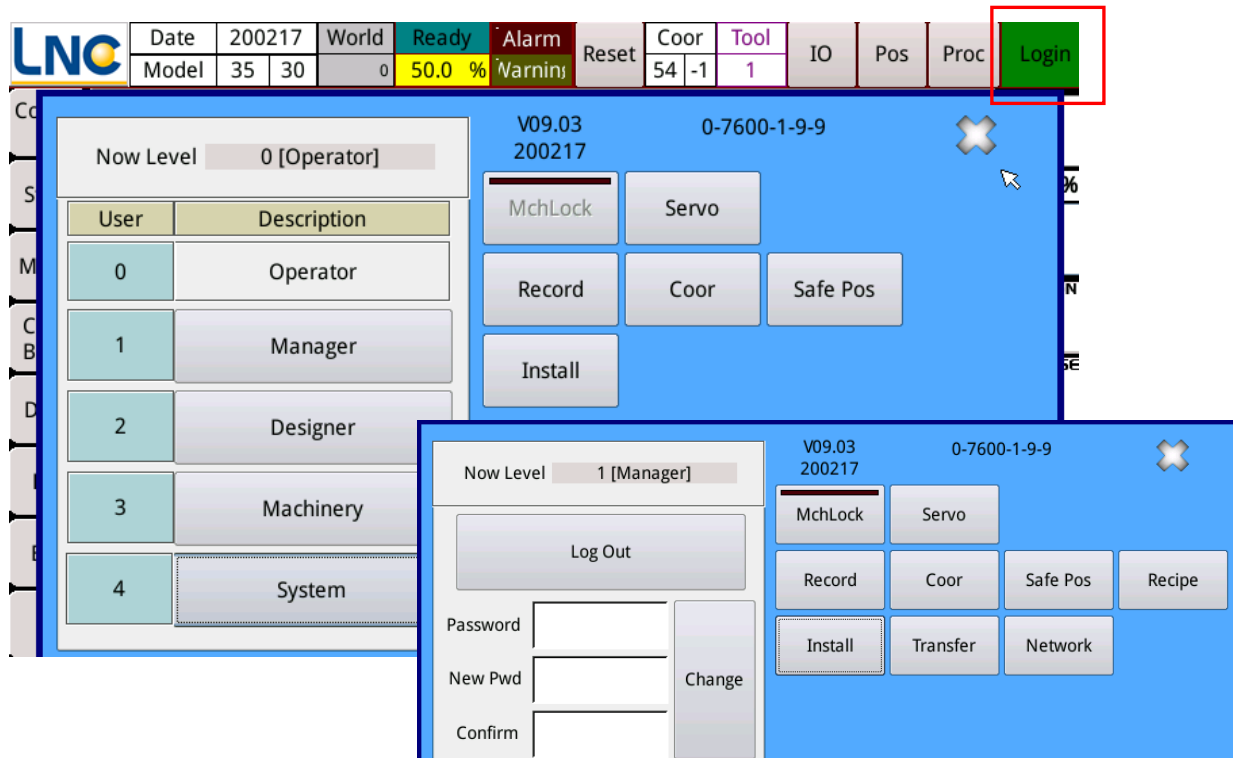 LNC
Date 200217 World Ready Alarm Reset Coor Tool IO Pos Proc Login
Model 35 30 0 50.0 % Warning 54 -1 1
V09.03 0-7600-1-9-9
200217
Now Level 0 [Operator]
User Description
0 Operator
1 Manager
2 Designer
3 Machinery
4 System
MchLock Servo
Record Coor Safe Pos
Install
V09.03 0-7600-1-9-9
200217
Now Level 1 [Manager]
Log Out
Password
New Pwd
Confirm
Change
MchLock Servo
Record Coor Safe Pos Recipe
Install Transfer Network
%